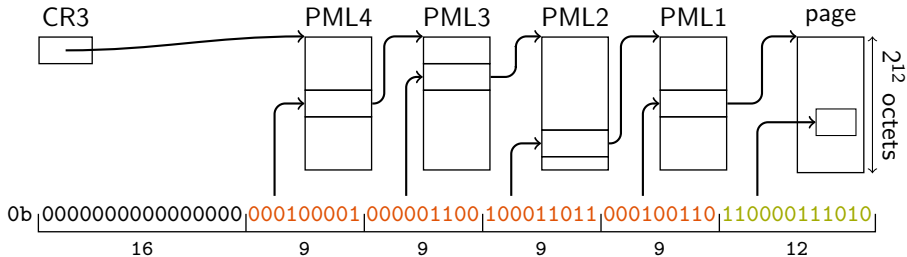 CR3 PML4 PML3 PML2 PML1 page
2^12 octets
0b 0000000000000000 000100001 000001100 100011011 000100110 110000111010
16 9 9 9 9 12